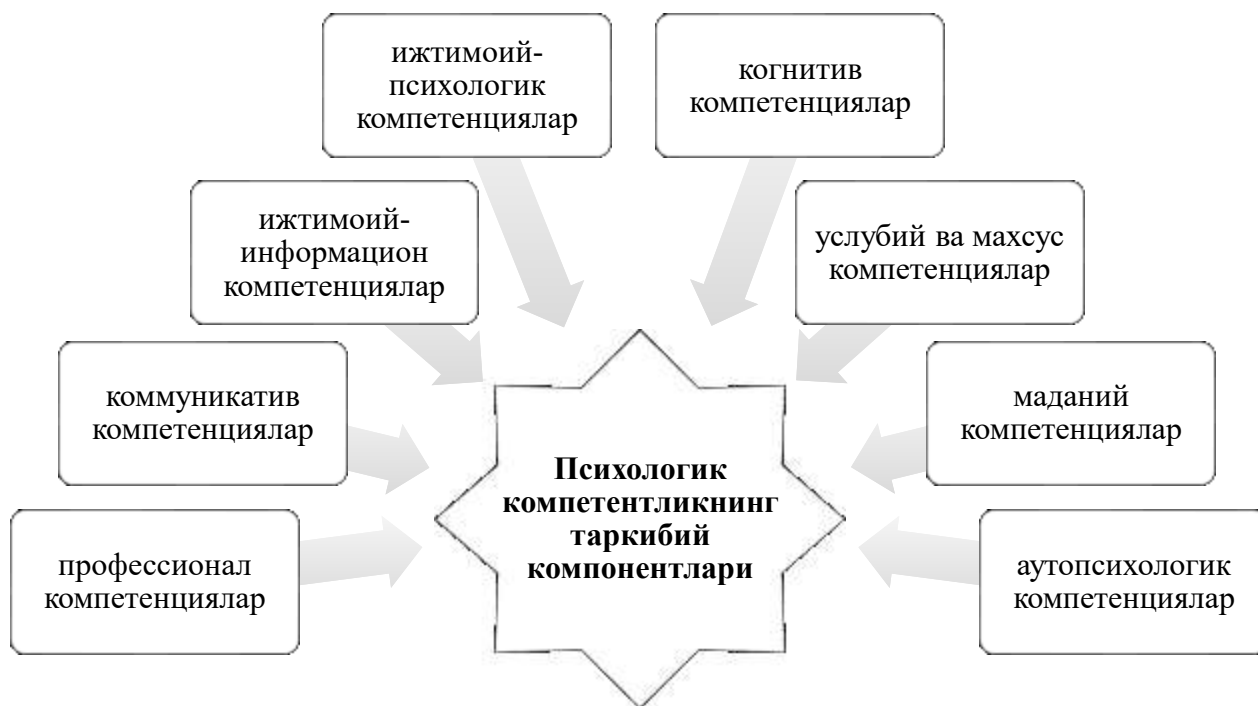 ижтимоий-
психологик
компетенциялар
когнитив
компетенциялар
ижтимоий-
информацион
компетенциялар
услубий ва махсус
компетенциялар
коммуникатив
компетенциялар
маданий
компетенциялар
Психологик
компетентликнинг
таркибий
компонентлари
профессионал
компетенциялар
аутопсихологик
компетенциялар